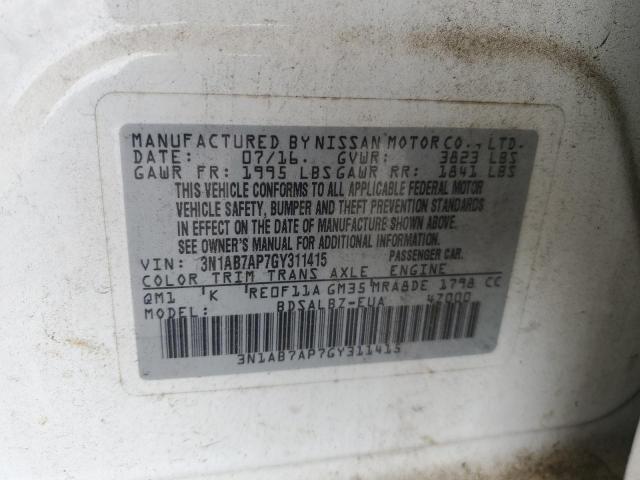 MANUFACTURED BY NISSAN MOTOR CO., LTD.
DATE: 07/16. GVWR: 3823 LBS
GAWR FR: 1995 LBS GAWR RR: 1841 LBS
THIS VEHICLE CONFORMS TO ALL APPLICABLE FEDERAL MOTOR
VEHICLE SAFETY, BUMPER AND THEFT PREVENTION STANDARDS
IN EFFECT ON THE DATE OF MANUFACTURE SHOWN ABOVE.
SEE OWNER'S MANUAL FOR ADDITIONAL INFORMATION
VIN: 3N1AB7AP7GY311415 PASSENGER CAR.
COLOR TRIM TRANS AXLE ENGINE
QM1 K RE0F11A GM35 MRA8DE 1798 CC
MODEL: BDSALBZ-EUA 4Z000
3N1AB7AP7GY311415